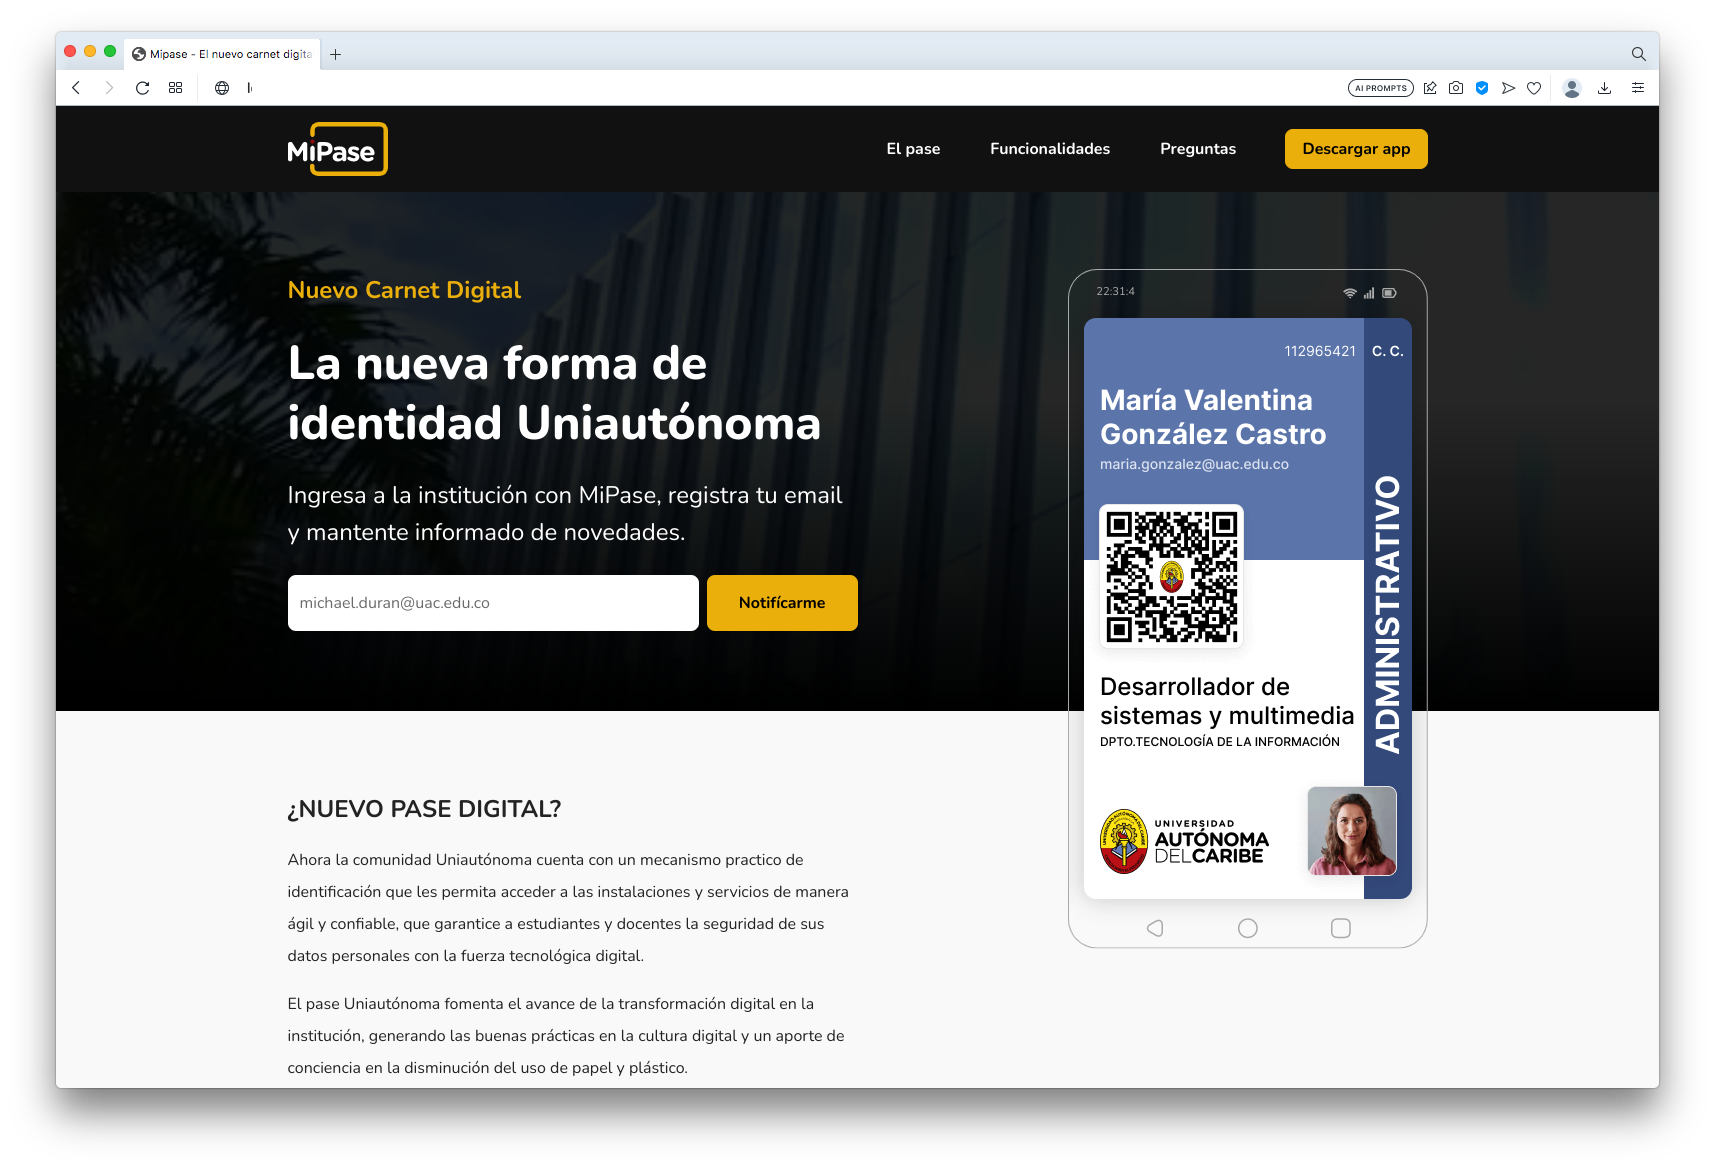 Mipase - El nuevo carnet digita
AI PROMPTS
MiPase
El pase
Funcionalidades
Preguntas
Descargar app
Nuevo Carnet Digital
La nueva forma de
identidad Uniautónoma
Ingresa a la institución con MiPase, registra tu email
y mantente informado de novedades.
michael.duran@uac.edu.co
Notifícarme
22:31:4
112965421
C. C.
María Valentina
González Castro
maria.gonzalez@uac.edu.co
ADMINISTRATIVO
Desarrollador de
sistemas y multimedia
DPTO.TECNOLOGÍA DE LA INFORMACIÓN
UNIVERSIDAD
AUTÓNOMA
DELCARIBE
¿NUEVO PASE DIGITAL?
Ahora la comunidad Uniautónoma cuenta con un mecanismo practico de
identificación que les permita acceder a las instalaciones y servicios de manera
ágil y confiable, que garantice a estudiantes y docentes la seguridad de sus
datos personales con la fuerza tecnológica digital.
El pase Uniautónoma fomenta el avance de la transformación digital en la
institución, generando las buenas prácticas en la cultura digital y un aporte de
conciencia en la disminución del uso de papel y plástico.